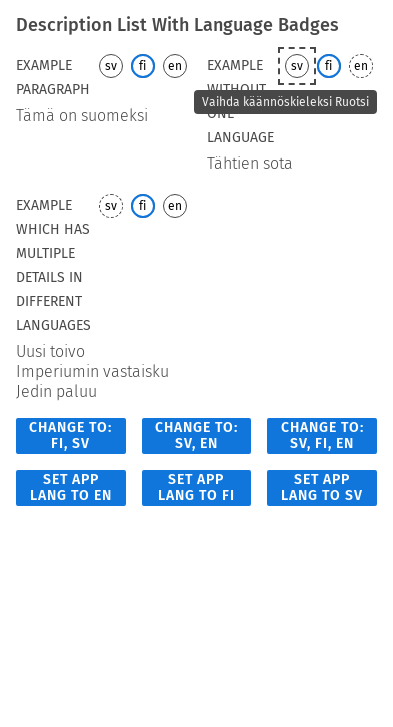 Description List With Language Badges
EXAMPLE
PARAGRAPH
sv fi en
Tämä on suomeksi
EXAMPLE
WITHOUT
ONE
LANGUAGE
sv fi en
Vaihda käännöskieleksi Ruotsi
Tähtien sota
EXAMPLE
WHICH HAS
MULTIPLE
DETAILS IN
DIFFERENT
LANGUAGES
sv fi en
Uusi toivo
Imperiumin vastaisku
Jedin paluu
CHANGE TO:
FI, SV
CHANGE TO:
SV, EN
CHANGE TO:
SV, FI, EN
SET APP
LANG TO EN
SET APP
LANG TO FI
SET APP
LANG TO SV